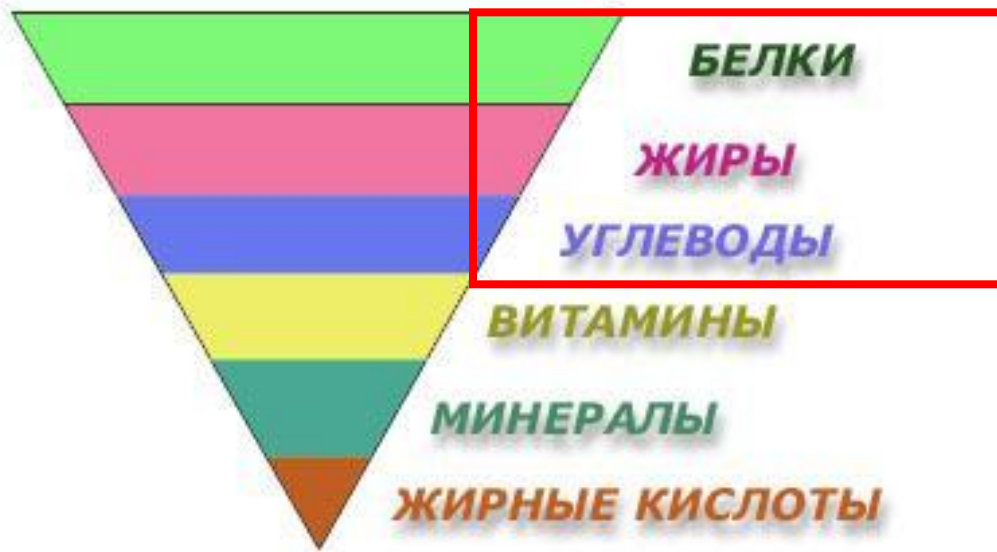 БЕЛКИ
ЖИРЫ
УГЛЕВОДЫ
ВИТАМИНЫ
МИНЕРАЛЫ
ЖИРНЫЕ КИСЛОТЫ